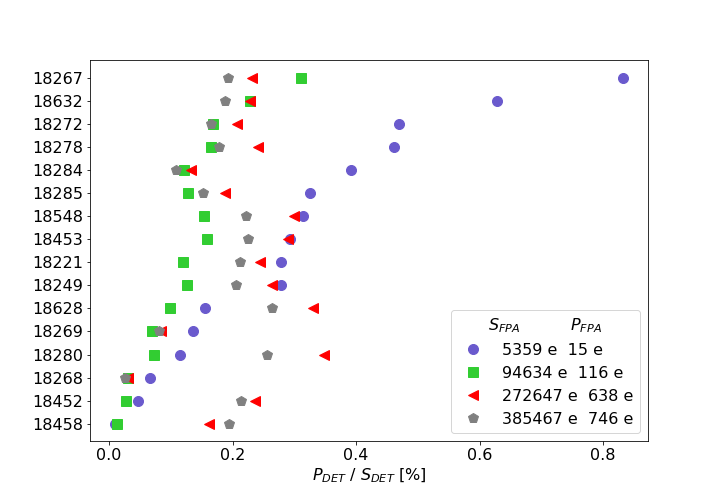 18267
18632
18272
18278
18284
18285
18548
18453
18221
18249
18628
18269
18280
18268
18452
18458
S_FPA P_FPA
5359 e 15 e
94634 e 116 e
272647 e 638 e
385467 e 746 e
0.0 0.2 0.4 0.6 0.8
P_DET / S_DET [%]